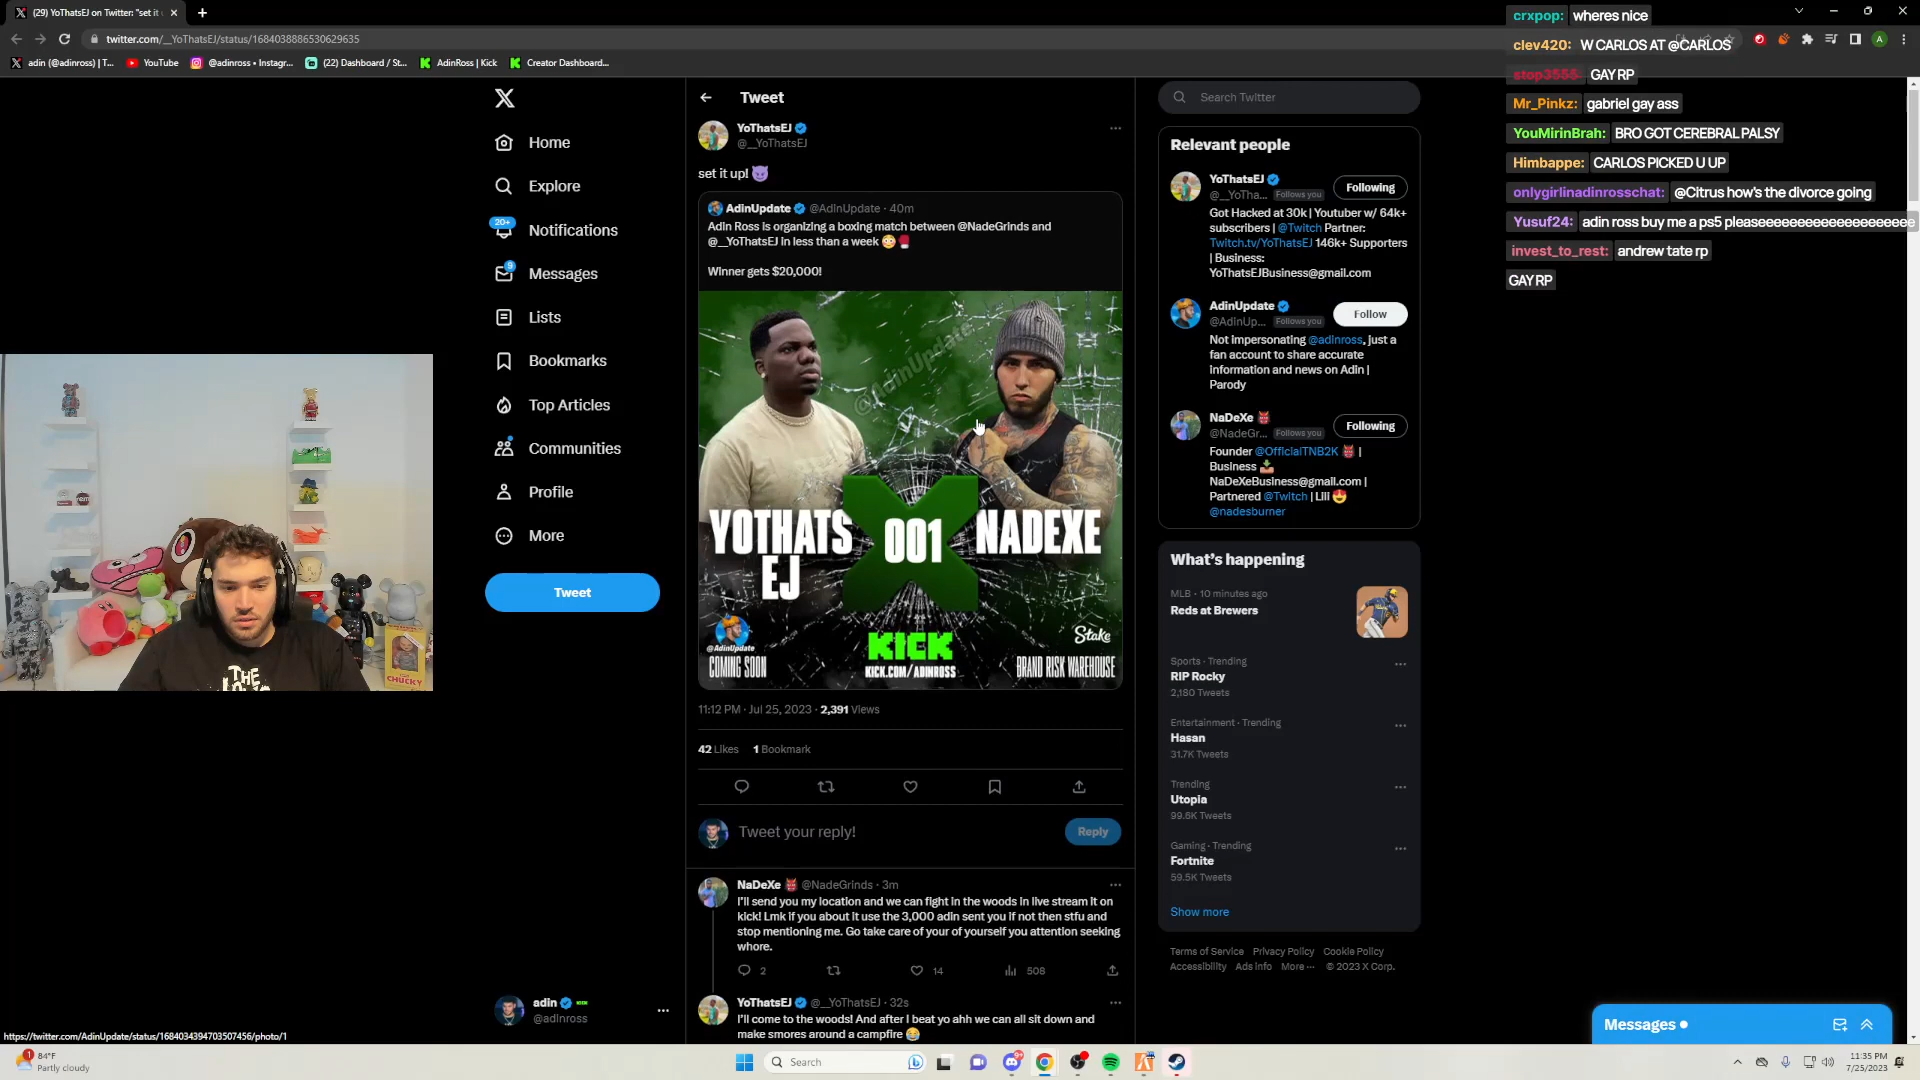 (29) YoThatsEJ on Twitter: "set it u
twitter.com/__YoThatsEJ/status/1684038886530629635
adin (@adinross) | T...
YouTube
@adinross • Instagr...
(22) Dashboard / St...
AdinRoss | Kick
Creator Dashboard...
Home
Explore
20+
Notifications
9
Messages
Lists
Bookmarks
Top Articles
Communities
Profile
More
Tweet
adin
@adinross
Tweet
YoThatsEJ
@__YoThatsEJ
set it up! 😈
AdinUpdate @AdinUpdate · 40m
Adin Ross is organizing a boxing match between @NadeGrinds and
@__YoThatsEJ in less than a week 😳🥊
Winner gets $20,000!
@AdinUpdate
YOTHATS
EJ
001
NADEXE
@AdinUpdate
COMING SOON
KICK
KICK.COM/ADINROSS
Stake
BRAND RISK WAREHOUSE
11:12 PM · Jul 25, 2023 · 2,391 Views
42 Likes 1 Bookmark
Tweet your reply!
Reply
NaDeXe 👹 @NadeGrinds · 3m
I'll send you my location and we can fight in the woods in live stream it on
kick! Lmk if you about it use the 3,000 adin sent you if not then stfu and
stop mentioning me. Go take care of your of yourself you attention seeking
whore.
2
14
508
YoThatsEJ @__YoThatsEJ · 32s
I'll come to the woods! And after I beat yo ahh we can all sit down and
make smores around a campfire 😂
Search Twitter
Relevant people
YoThatsEJ
@__YoTha... Follows you
Following
Got Hacked at 30k | Youtuber w/ 64k+
subscribers | @Twitch Partner:
Twitch.tv/YoThatsEJ 146k+ Supporters
| Business:
YoThatsEJBusiness@gmail.com
AdinUpdate
@AdinUp... Follows you
Follow
Not impersonating @adinross, just a
fan account to share accurate
information and news on Adin |
Parody
NaDeXe 👹
@NadeGr... Follows you
Following
Founder @OfficialTNB2K 👹 |
Business 📥
NaDeXeBusiness@gmail.com |
Partnered @Twitch | Lili 😍
@nadesburner
What's happening
MLB · 10 minutes ago
Reds at Brewers
Sports · Trending
RIP Rocky
2,180 Tweets
Entertainment · Trending
Hasan
31.7K Tweets
Trending
Utopia
99.6K Tweets
Gaming · Trending
Fortnite
59.5K Tweets
Show more
Terms of Service Privacy Policy Cookie Policy
Accessibility Ads info More ··· © 2023 X Corp.
Messages
crxpop: wheres nice
clev420: W CARLOS AT @CARLOS
stop3555 GAY RP
Mr_Pinkz: gabriel gay ass
YouMirinBrah: BRO GOT CEREBRAL PALSY
Himbappe: CARLOS PICKED U UP
onlygirlinadinrosschat: @Citrus how's the divorce going
Yusuf24: adin ross buy me a ps5 pleaseeeeeeeeeeeeeeeeeee
invest_to_rest: andrew tate rp
GAY RP
THE
CHUCKY
https://twitter.com/AdinUpdate/status/1684034394703507456/photo/1
1
84°F
Partly cloudy
Search
11:35 PM
7/25/2023